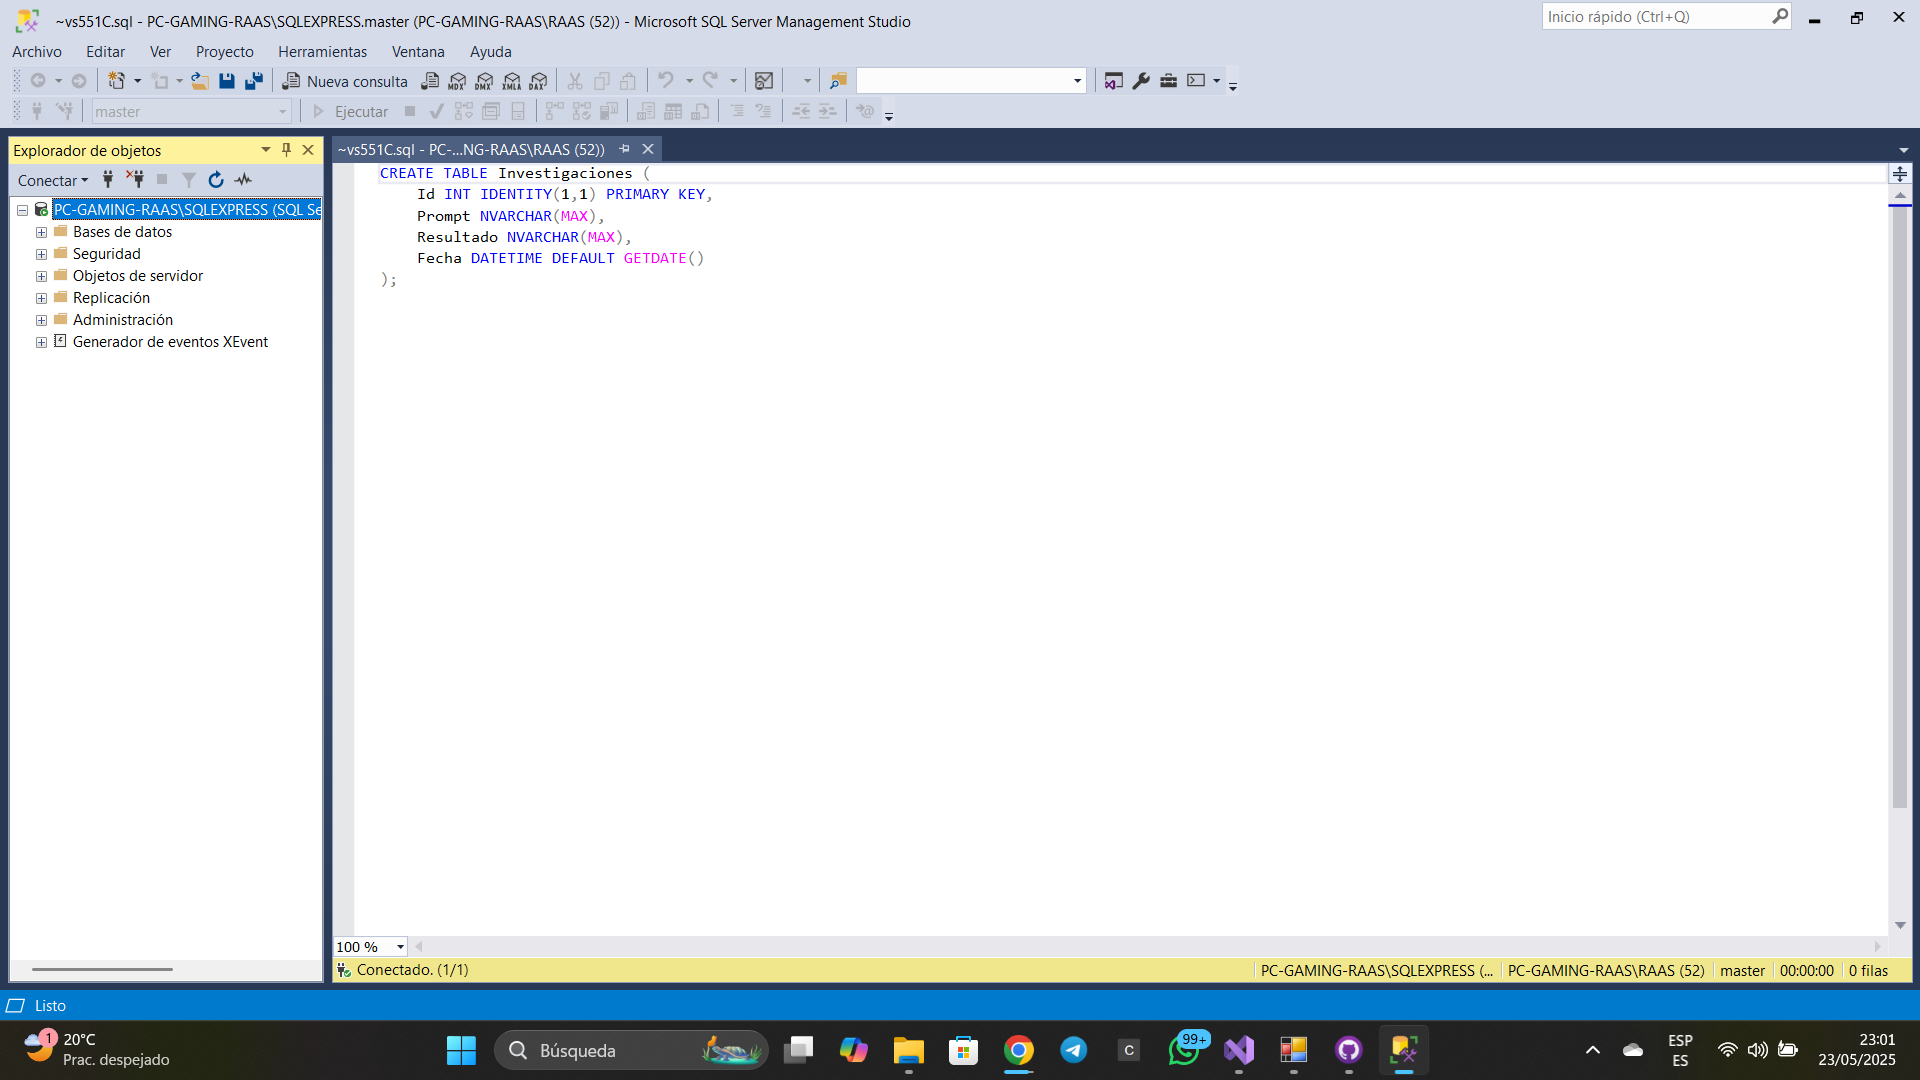 ~vs551C.sql - PC-GAMING-RAAS\SQLEXPRESS.master (PC-GAMING-RAAS\RAAS (52)) - Microsoft SQL Server Management Studio
Inicio rápido (Ctrl+Q)
Archivo Editar Ver Proyecto Herramientas Ventana Ayuda
Nueva consulta MDX DMX XMLA DAX
master Ejecutar
Explorador de objetos
~vs551C.sql - PC-...NG-RAAS\RAAS (52))
Conectar
PC-GAMING-RAAS\SQLEXPRESS (SQL Se
Bases de datos
Seguridad
Objetos de servidor
Replicación
Administración
Generador de eventos XEvent
CREATE TABLE Investigaciones (
Id INT IDENTITY(1,1) PRIMARY KEY,
Prompt NVARCHAR(MAX),
Resultado NVARCHAR(MAX),
Fecha DATETIME DEFAULT GETDATE()
);
100 %
Conectado. (1/1)
PC-GAMING-RAAS\SQLEXPRESS (... PC-GAMING-RAAS\RAAS (52) master 00:00:00 0 filas
Listo
1
20°C
Prac. despejado
Búsqueda
C
99+
ESP
ES
23:01
23/05/2025